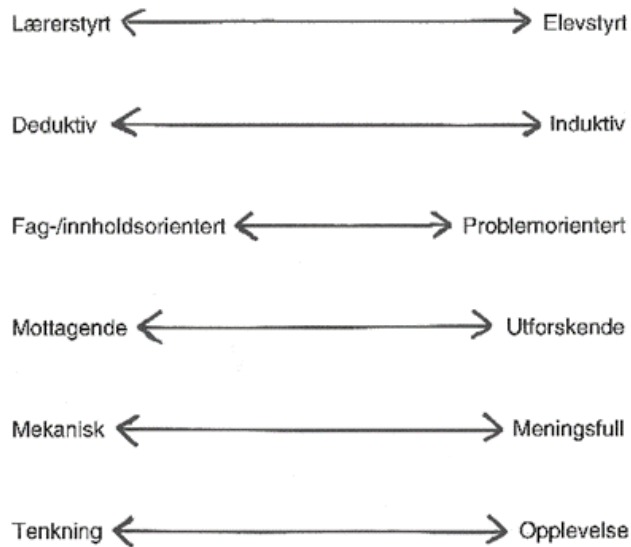 Lærerstyrt Elevstyrt
Deduktiv Induktiv
Fag-/innholdsorientert Problemorientert
Mottagende Utforskende
Mekanisk Meningsfull
Tenkning Opplevelse